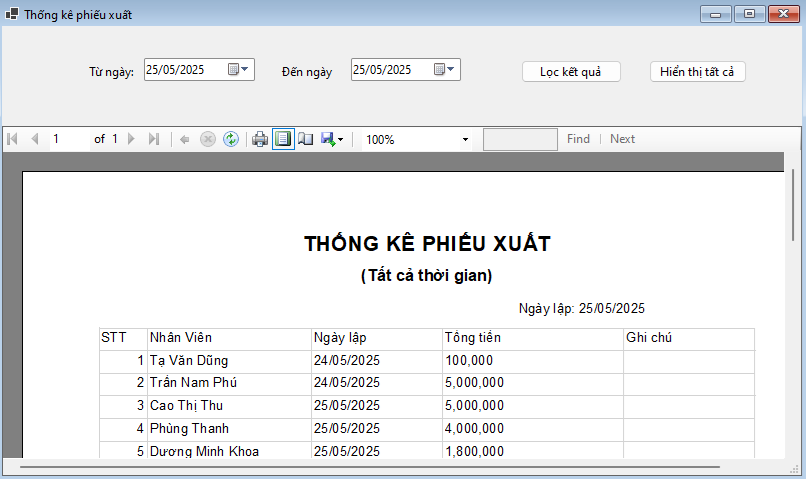 Thống kê phiếu xuất
Từ ngày: 25/05/2025 Đến ngày 25/05/2025 Lọc kết quả Hiển thị tất cả
1 of 1 100% Find | Next
THỐNG KÊ PHIẾU XUẤT
(Tất cả thời gian)
Ngày lập: 25/05/2025
STT Nhân Viên Ngày lập Tổng tiền Ghi chú
1 Tạ Văn Dũng 24/05/2025 100,000
2 Trần Nam Phú 24/05/2025 5,000,000
3 Cao Thị Thu 25/05/2025 5,000,000
4 Phùng Thanh 25/05/2025 4,000,000
5 Dương Minh Khoa 25/05/2025 1,800,000